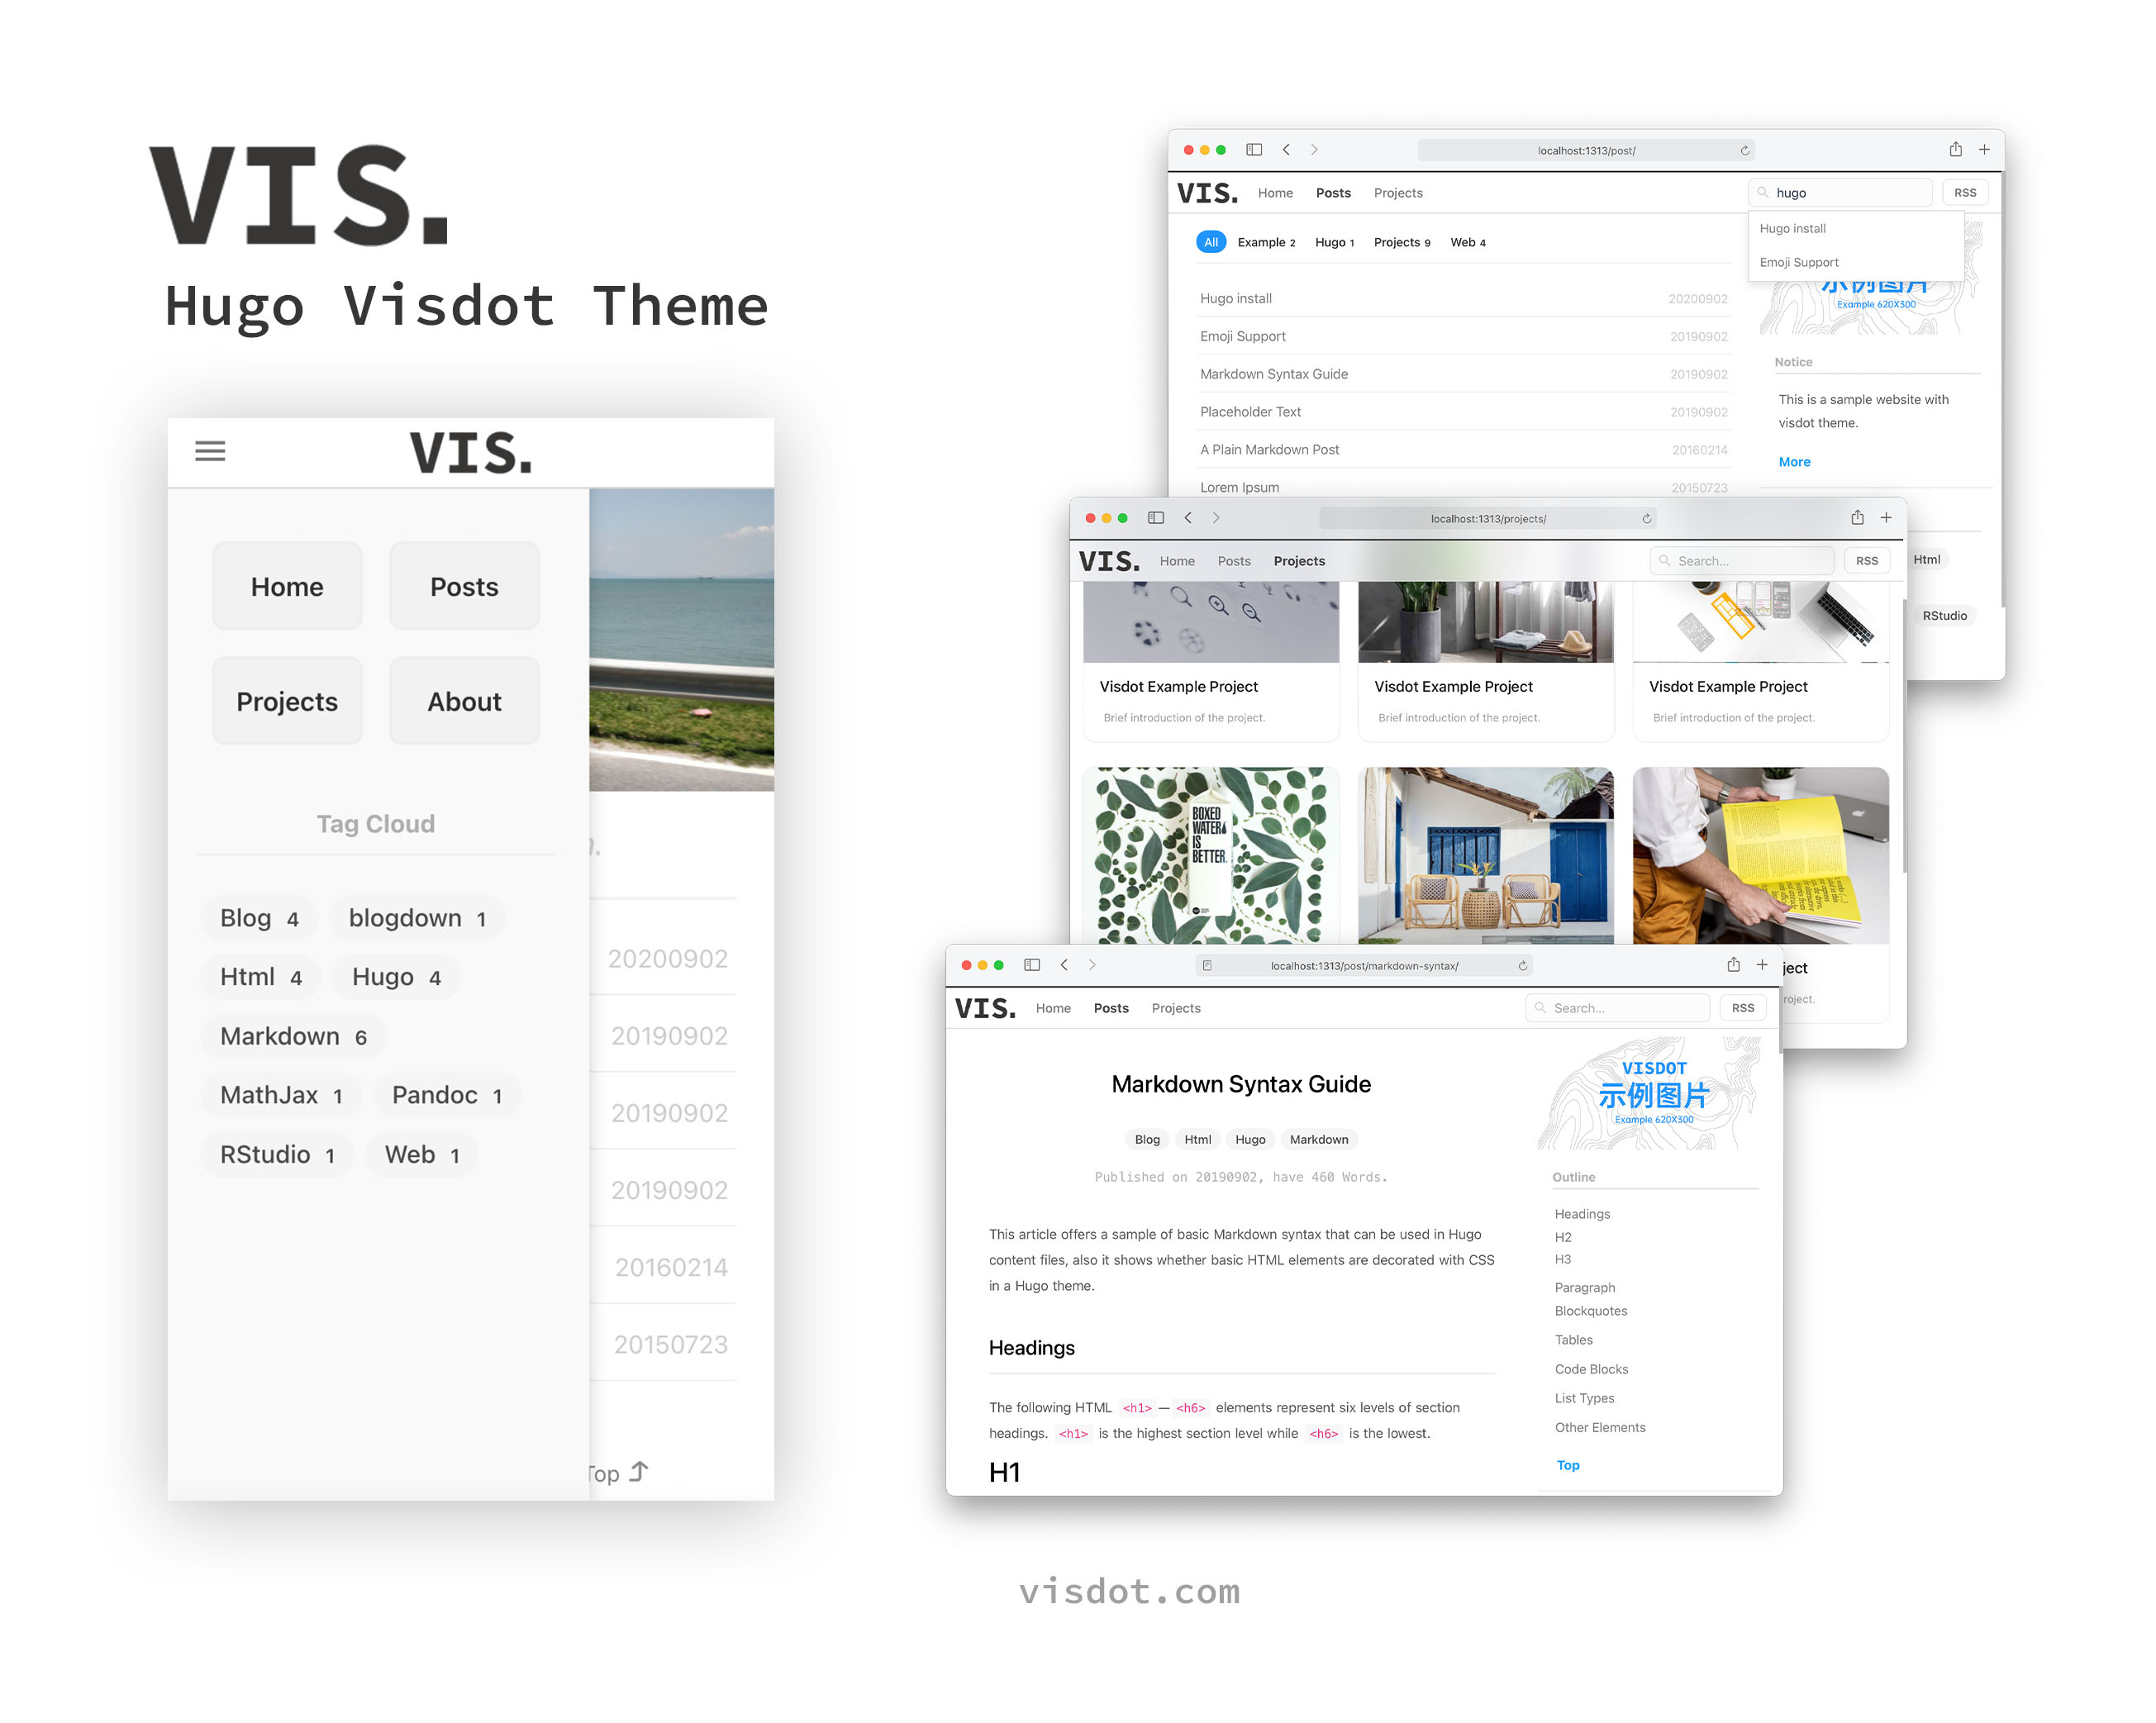 VIS.
Hugo Visdot Theme
VIS.
Home
Posts
Projects
About
Tag Cloud
Blog 4
blogdown 1
Html 4
Hugo 4
Markdown 6
MathJax 1
Pandoc 1
RStudio 1
Web 1
20200902
20190902
20190902
20190902
20160214
20150723
Top
localhost:1313/post/
VIS.
Home
Posts
Projects
hugo
RSS
Hugo install
Emoji Support
All
Example 2
Hugo 1
Projects 9
Web 4
示例图片
Example 620X300
Hugo install
20200902
Emoji Support
20190902
Markdown Syntax Guide
20190902
Placeholder Text
20190902
A Plain Markdown Post
20160214
Lorem Ipsum
20150723
Notice
This is a sample website with
visdot theme.
More
Html
RStudio
localhost:1313/projects/
VIS.
Home
Posts
Projects
Search...
RSS
Visdot Example Project
Brief introduction of the project.
Visdot Example Project
Brief introduction of the project.
Visdot Example Project
Brief introduction of the project.
BOXED
WATER
IS
BETTER.
localhost:1313/post/markdown-syntax/
VIS.
Home
Posts
Projects
Search...
RSS
Markdown Syntax Guide
Blog
Html
Hugo
Markdown
Published on 20190902, have 460 Words.
This article offers a sample of basic Markdown syntax that can be used in Hugo
content files, also it shows whether basic HTML elements are decorated with CSS
in a Hugo theme.
Headings
The following HTML <h1> — <h6> elements represent six levels of section
headings. <h1> is the highest section level while <h6> is the lowest.
H1
VISDOT
示例图片
Example 620X300
Outline
Headings
H2
H3
Paragraph
Blockquotes
Tables
Code Blocks
List Types
Other Elements
Top
visdot.com